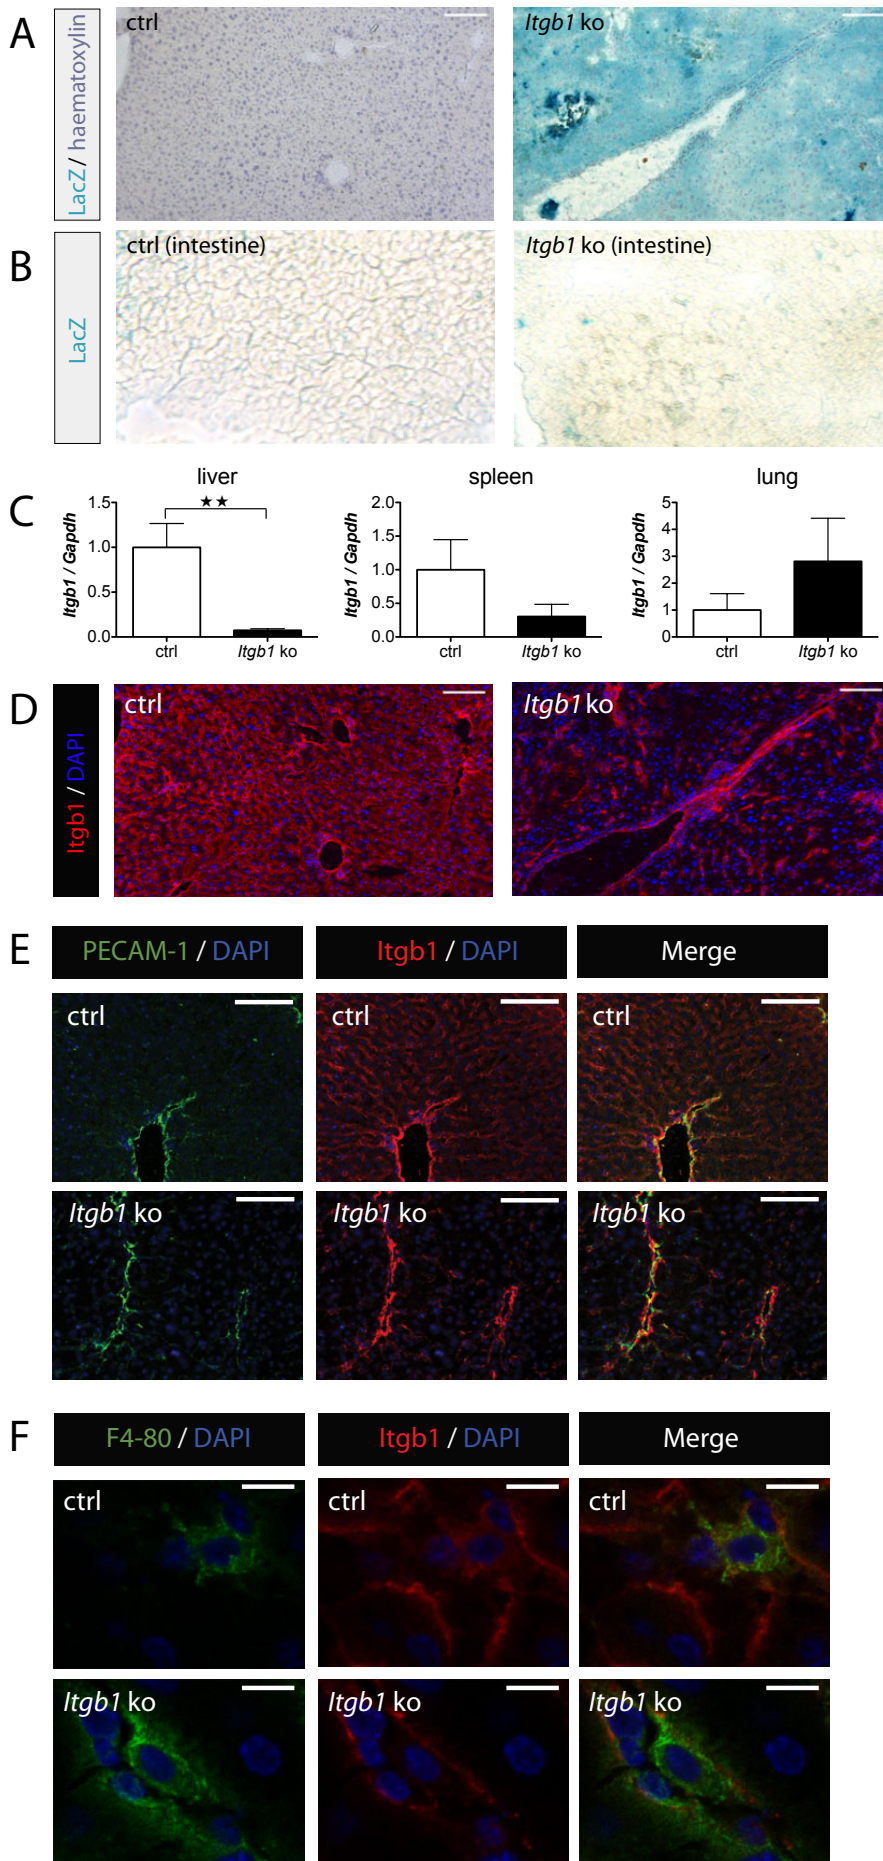 A
LacZ / haematoxylin
ctrl
Itgb1 ko
B
LacZ
ctrl (intestine)
Itgb1 ko (intestine)
C
liver
Itgb1 / Gapdh
1.5
1.0
0.5
0.0
★★
ctrl
Itgb1 ko
spleen
Itgb1 / Gapdh
2.0
1.5
1.0
0.5
0.0
ctrl
Itgb1 ko
lung
Itgb1 / Gapdh
5
4
3
2
1
0
ctrl
Itgb1 ko
D
Itgb1 / DAPI
ctrl
Itgb1 ko
E
PECAM-1 / DAPI
Itgb1 / DAPI
Merge
ctrl
ctrl
ctrl
Itgb1 ko
Itgb1 ko
Itgb1 ko
F
F4-80 / DAPI
Itgb1 / DAPI
Merge
ctrl
ctrl
ctrl
Itgb1 ko
Itgb1 ko
Itgb1 ko